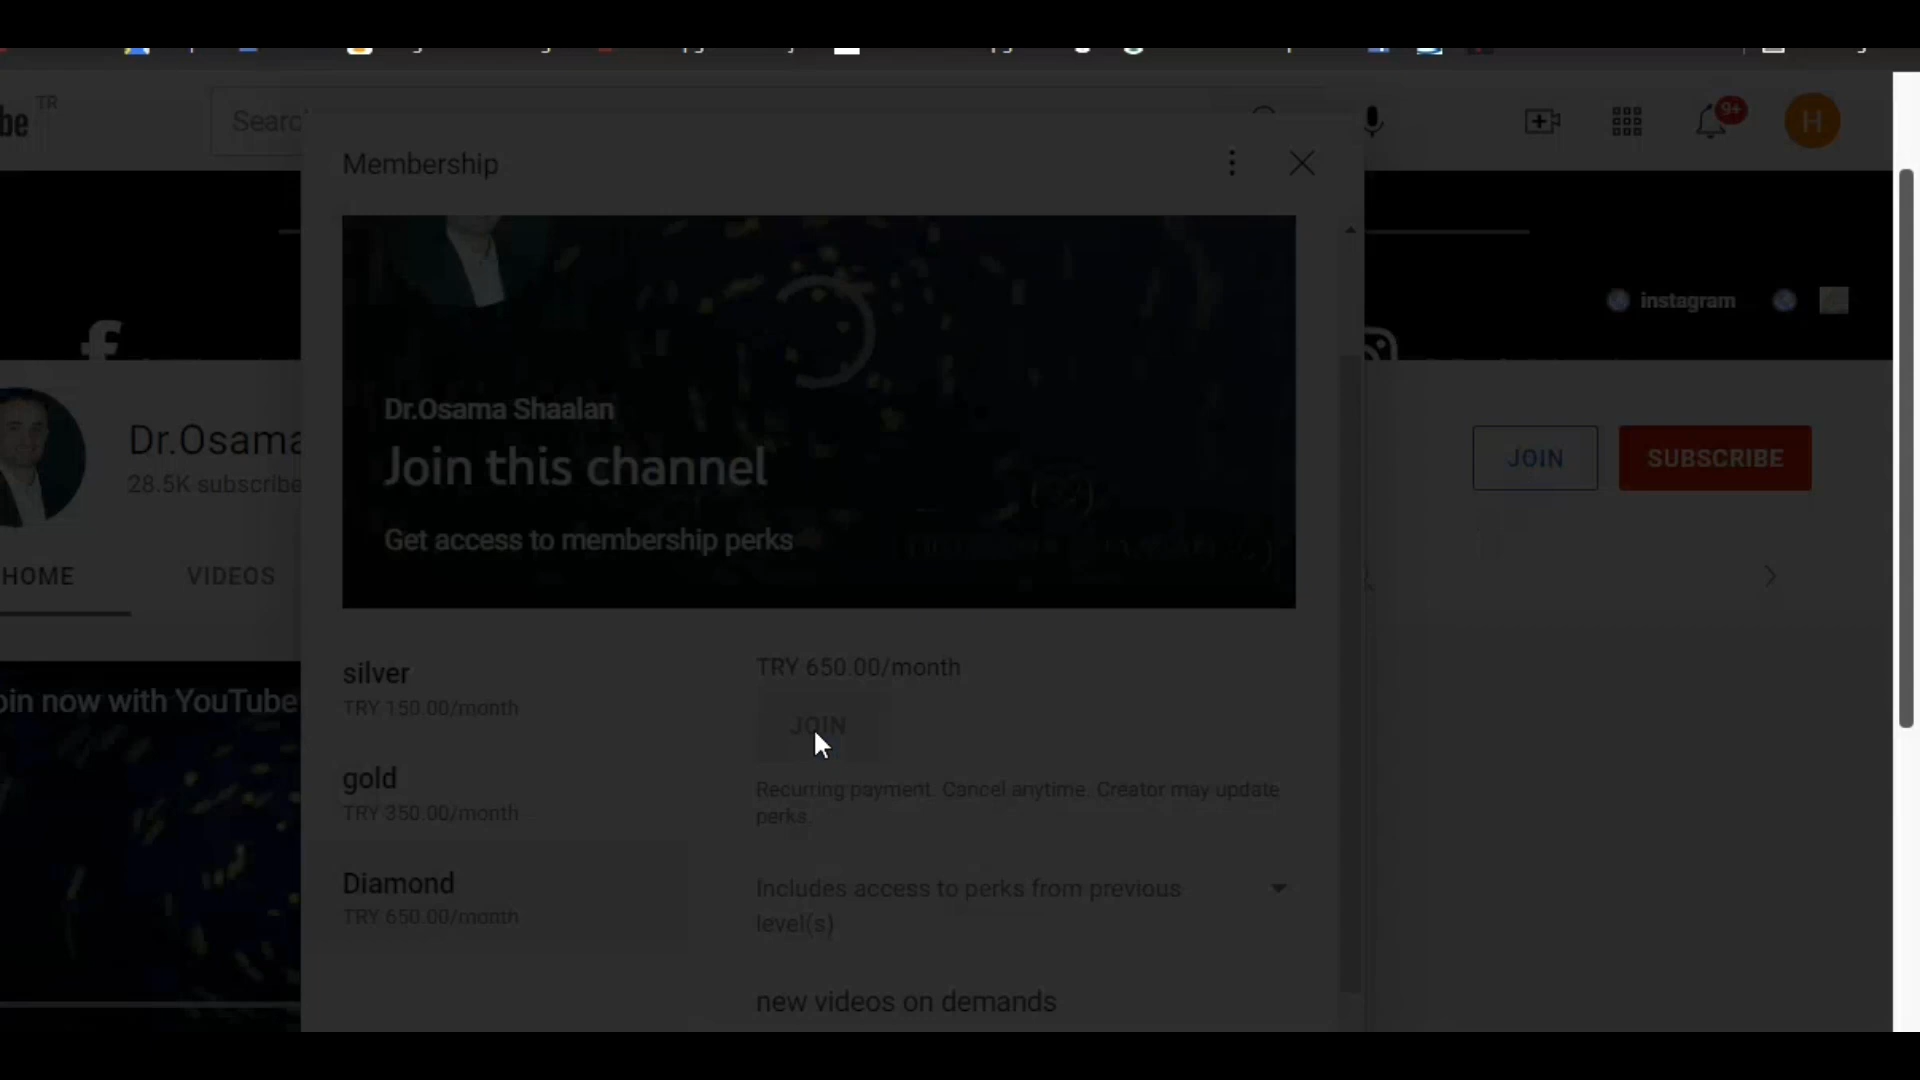 be TR
Searc
9+
H
Membership
instagram
Dr.Osama Shaalan
Join this channel
Get access to membership perks
Dr.Osama
28.5K subscribe
JOIN
SUBSCRIBE
HOME
VIDEOS
oin now with YouTube
silver
TRY 150.00/month
gold
TRY 350.00/month
Diamond
TRY 650.00/month
TRY 650.00/month
JOIN
Recurring payment. Cancel anytime. Creator may update
perks.
Includes access to perks from previous
level(s)
new videos on demands